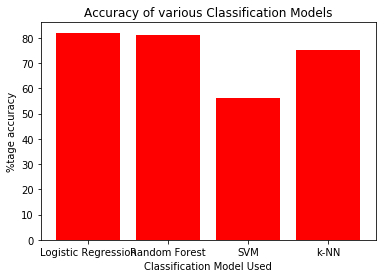 Accuracy of various Classification Models
%tage accuracy
80
70
60
50
40
30
20
10
0
Logistic Regression Random Forest SVM k-NN
Classification Model Used